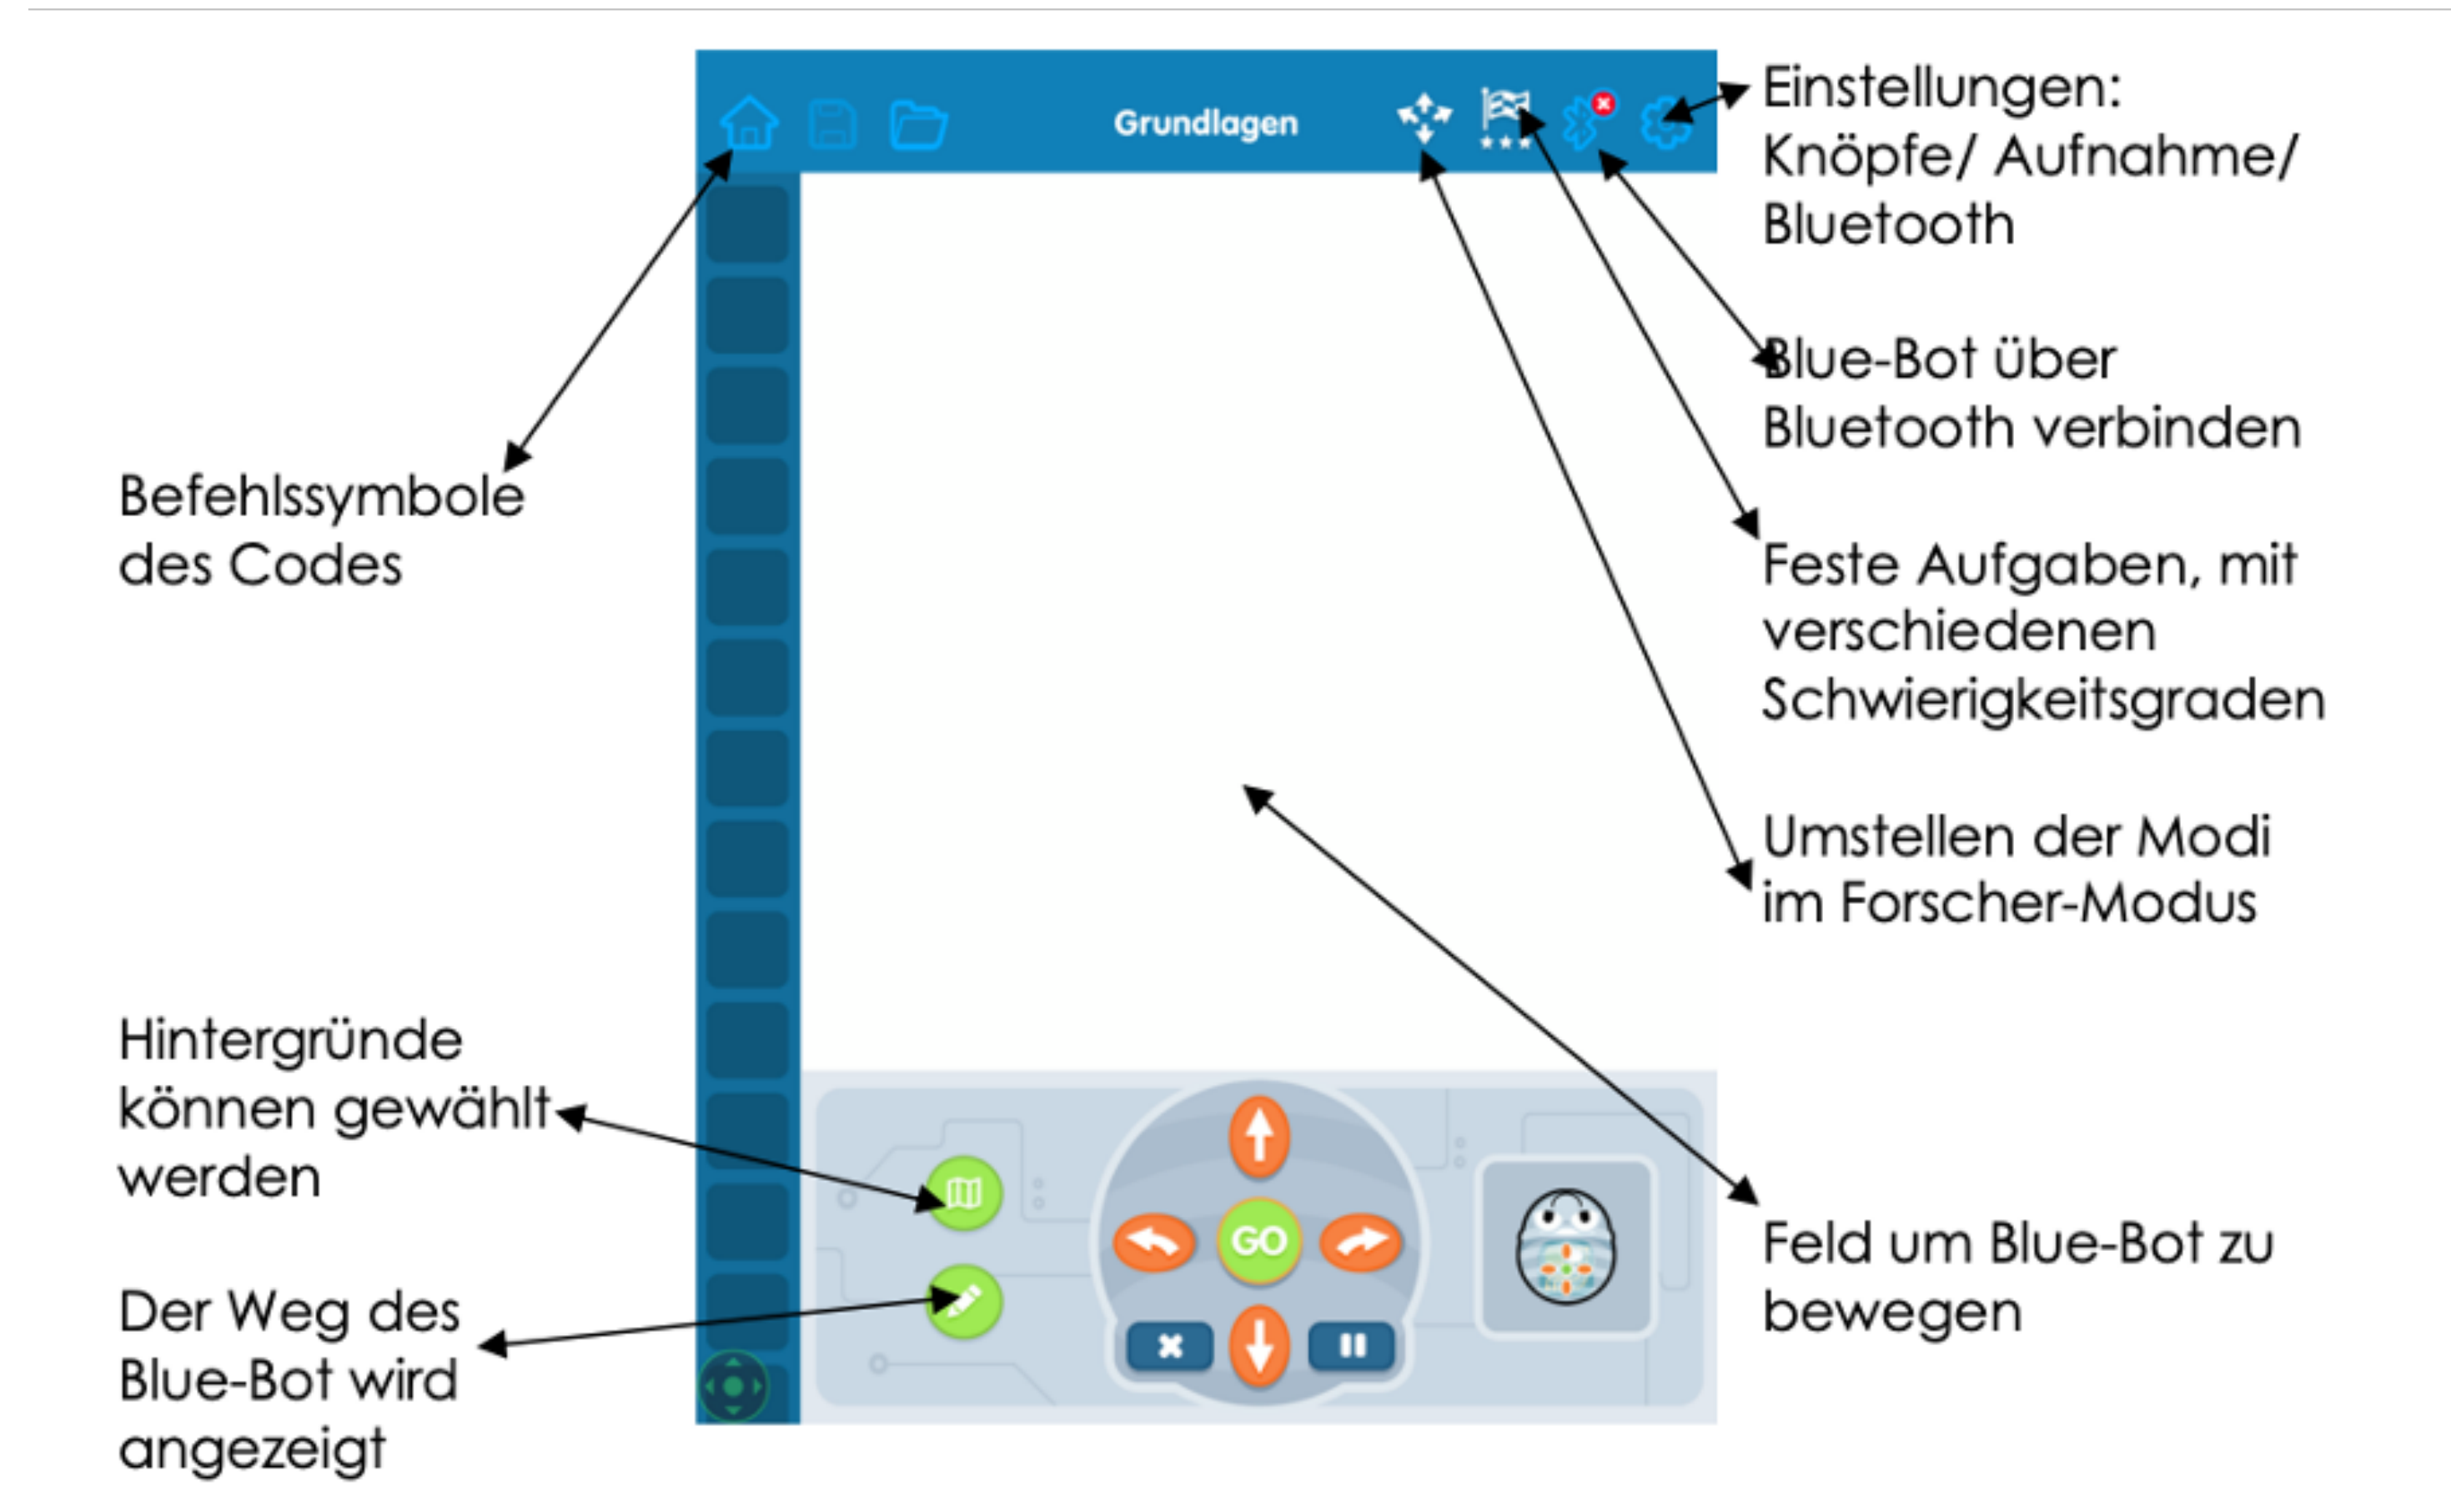 Grundlagen
Einstellungen:
Knöpfe/ Aufnahme/
Bluetooth
Blue-Bot über
Bluetooth verbinden
Befehlssymbole
des Codes
Feste Aufgaben, mit
verschiedenen
Schwierigkeitsgraden
Umstellen der Modi
im Forscher-Modus
Hintergründe
können gewählt
werden
GO
Feld um Blue-Bot zu
bewegen
Der Weg des
Blue-Bot wird
angezeigt